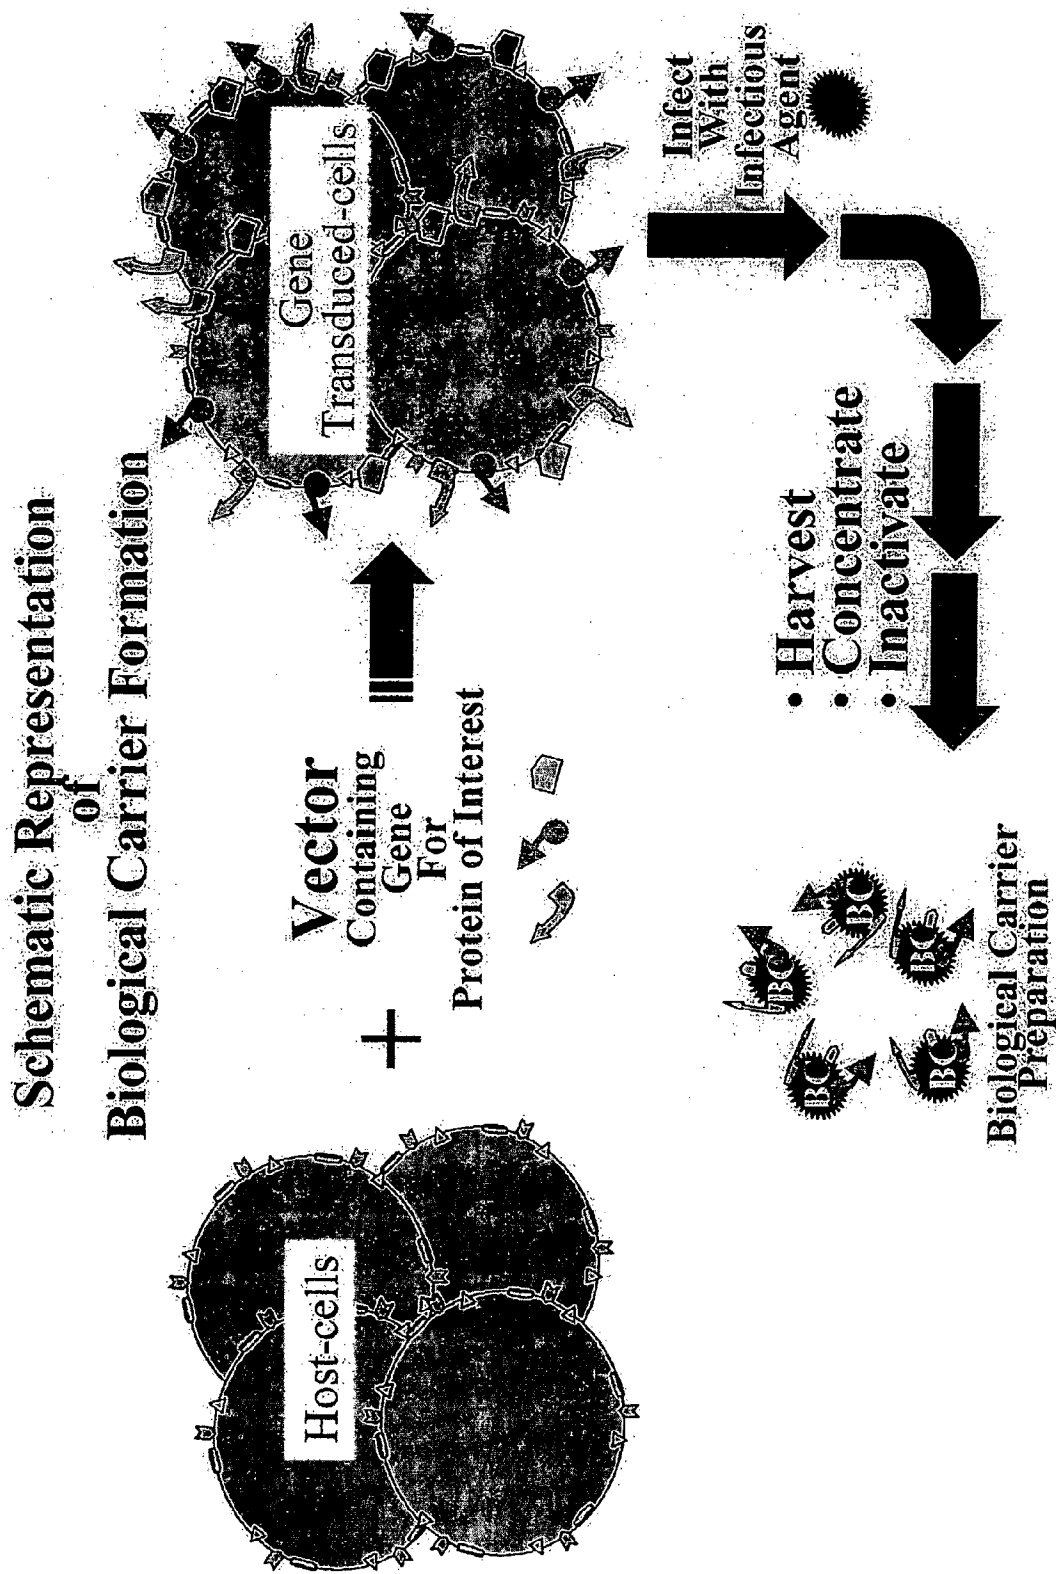 Schematic Representation
of
Biological Carrier Formation
Host-cells
+
Vector
Containing
Gene
For
Protein of Interest
Gene
Transduced-cells
Infect
With
Infectious
Agent
• Harvest
• Concentrate
• Inactivate
BC
BC
BC
BC
BC
Biological Carrier
Preparation